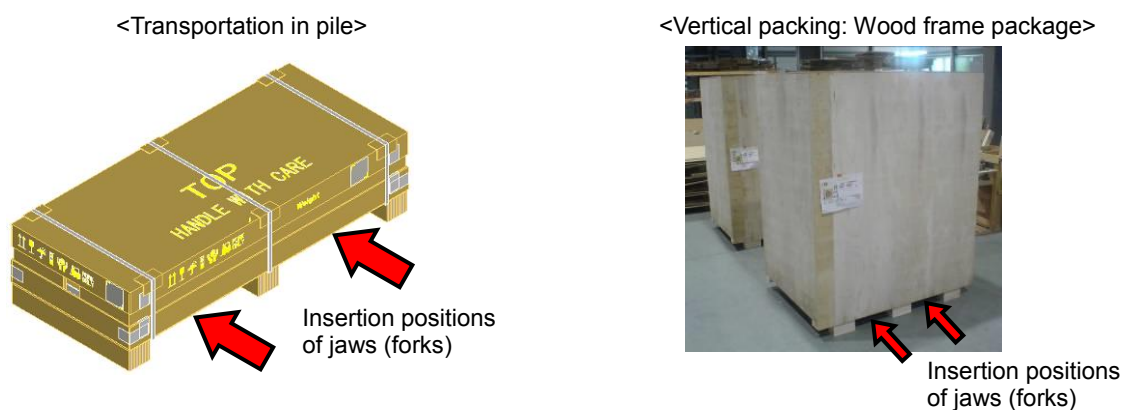 <Transportation in pile>
<Vertical packing: Wood frame package>
TOP
HANDLE WITH CARE
Weight
Insertion positions
of jaws (forks)
Insertion positions
of jaws (forks)